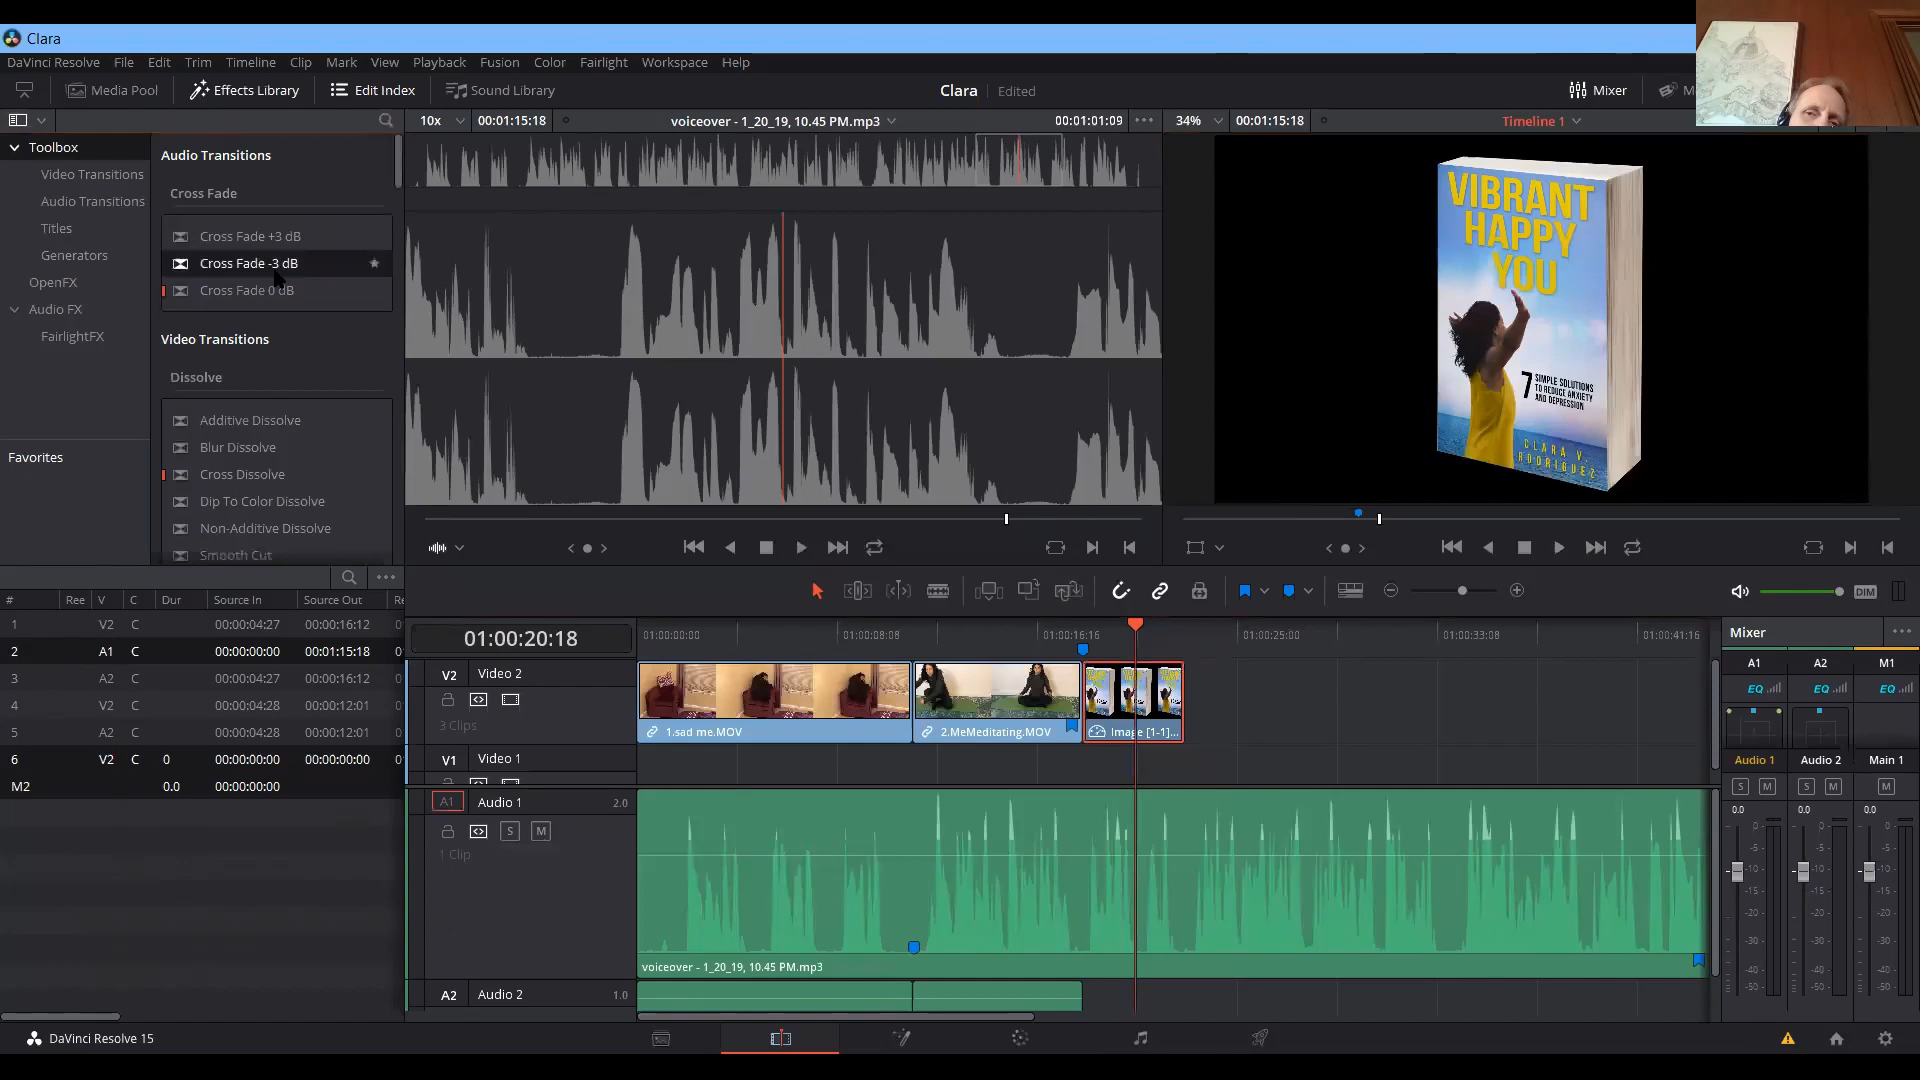 Clara
DaVinci Resolve File Edit Trim Timeline Clip Mark View Playback Fusion Color Fairlight Workspace Help
Media Pool Effects Library Edit Index Sound Library Clara Edited Mixer
10x 00:01:15:18 voiceover - 1_20_19, 10.45 PM.mp3 00:01:01:09 34% 00:01:15:18 Timeline 1
Toolbox
Video Transitions
Audio Transitions
Titles
Generators
OpenFX
Audio FX
FairlightFX
Favorites
Audio Transitions
Cross Fade
Cross Fade +3 dB
Cross Fade -3 dB
Cross Fade 0 dB
Video Transitions
Dissolve
Additive Dissolve
Blur Dissolve
Cross Dissolve
Dip To Color Dissolve
Non-Additive Dissolve
Smooth Cut
VIBRANT
HAPPY
YOU
7 SIMPLE SOLUTIONS
TO REDUCE ANXIETY
AND DEPRESSION
CLARA V.
RODRIGUEZ
# Ree V C Dur Source In Source Out
1 V2 C 00:00:04:27 00:00:16:12
2 A1 C 00:00:00:00 00:01:15:18
3 A2 C 00:00:04:27 00:00:16:12
4 V2 C 00:00:04:28 00:00:12:01
5 A2 C 00:00:04:28 00:00:12:01
6 V2 C 0 00:00:00:00 00:00:00:00
M2 0.0 00:00:00:00
DIM
01:00:20:18
01:00:00:00 01:00:08:08 01:00:16:16 01:00:25:00 01:00:33:08 01:00:41:16
V2 Video 2
3 Clips
1.sad me.MOV 2.MeMeditating.MOV Image [1-1]...
V1 Video 1
A1 Audio 1 2.0
S M
1 Clip
voiceover - 1_20_19, 10.45 PM.mp3
A2 Audio 2 1.0
Mixer
A1 A2 M1
EQ EQ EQ
Audio 1 Audio 2 Main 1
S M S M M
0.0 0.0 0.0
0 0 0
-5 -5 -5
-10 -10 -10
-15 -15 -15
-20 -20 -20
-30 -30 -30
-40 -40 -40
-50 -50 -50
DaVinci Resolve 15